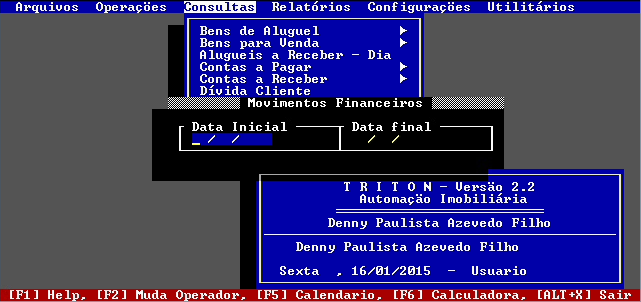 Arquivos Operações Consultas Relatórios Configurações Utilitários
Bens de Aluguel
Bens para Venda
Alugueis a Receber - Dia
Contas a Pagar
Contas a Receber
Dívida Cliente
Movimentos Financeiros
Data Inicial Data final
_ / / / /
T R I T O N - Versão 2.2
Automação Imobiliária
Denny Paulista Azevedo Filho
Denny Paulista Azevedo Filho
Sexta , 16/01/2015 - Usuario
[F1] Help, [F2] Muda Operador, [F5] Calendario, [F6] Calculadora, [ALT+X] Sair